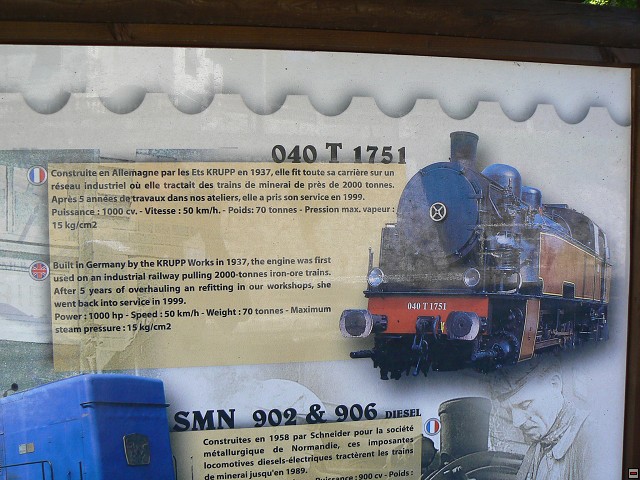 040 T 1751
Construite en Allemagne par les Ets KRUPP en 1937, elle fit toute sa carrière sur un
réseau industriel où elle tractait des trains de minerai de près de 2000 tonnes.
Après 5 années de travaux dans nos ateliers, elle a pris son service en 1999.
Puissance : 1000 cv. - Vitesse : 50 km/h. - Poids: 70 tonnes - Pression max. vapeur :
15 kg/cm2
Built in Germany by the KRUPP Works in 1937, the engine was first
used on an industrial railway pulling 2000-tonnes iron-ore trains.
After 5 years of overhauling an refitting in our workshops, she
went back into service in 1999.
Power : 1000 hp - Speed : 50 km/h - Weight : 70 tonnes - Maximum
steam pressure : 15 kg/cm2
040 T 1751
SMN 902 & 906 DIESEL
Construites en 1958 par Schneider pour la société
métallurgique de Normandie, ces imposantes
locomotives diesels-électriques tractèrent les trains
de minerai jusqu'en 1989.
Puissance : 900 cv - Poids :